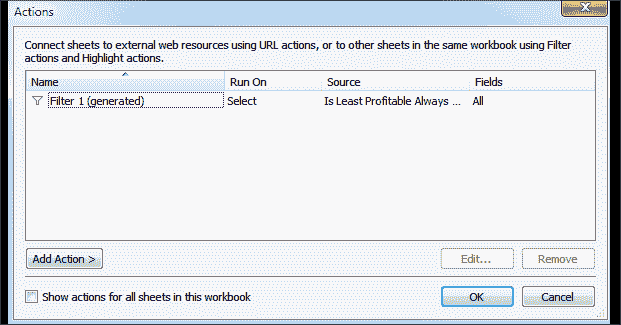 Actions
Connect sheets to external web resources using URL actions, or to other sheets in the same workbook using Filter
actions and Highlight actions.
Name Run On Source Fields
Filter 1 (generated) Select Is Least Profitable Always ... All
Add Action > Edit... Remove
Show actions for all sheets in this workbook OK Cancel